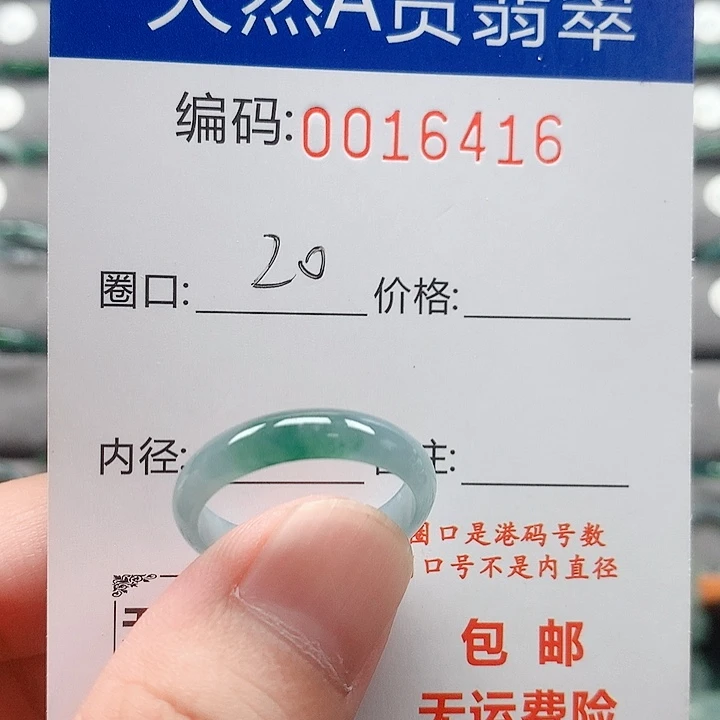 天然A货翡翠
编码:0016416
圈口: 20 价格:
内径: 注:
圈口是港码号数
口号不是内直径
包邮
无运费险